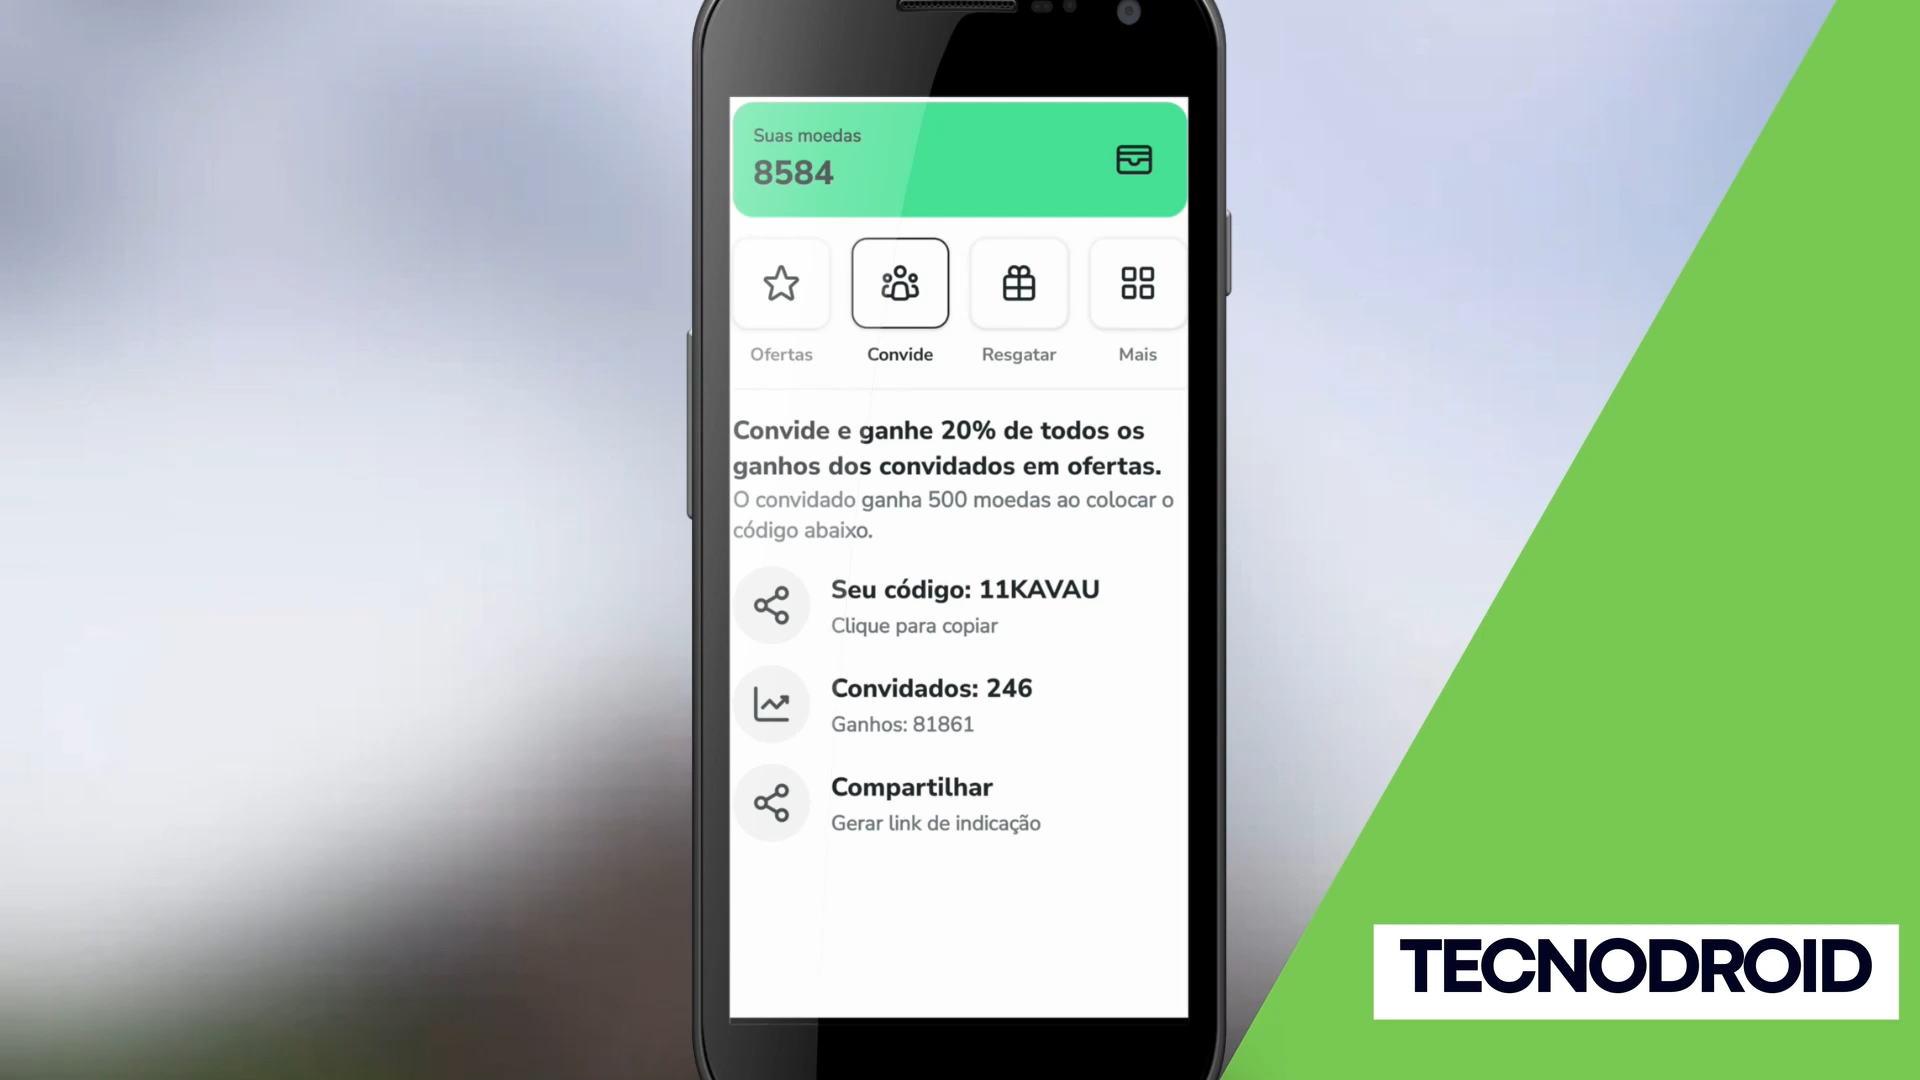 Suas moedas
8584
Ofertas
Convide
Resgatar
Mais
Convide e ganhe 20% de todos os
ganhos dos convidados em ofertas.
O convidado ganha 500 moedas ao colocar o
código abaixo.
Seu código: 11KAVAU
Clique para copiar
Convidados: 246
Ganhos: 81861
Compartilhar
Gerar link de indicação
TECNODROID